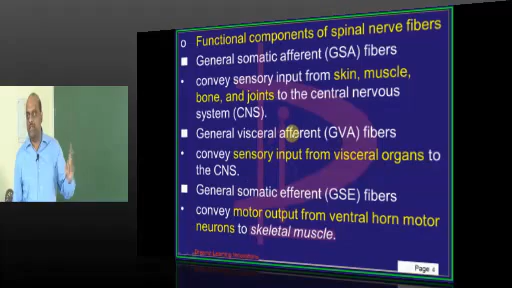 o Functional components of spinal nerve fibers
■ General somatic afferent (GSA) fibers
• convey sensory input from skin, muscle,
bone, and joints to the central nervous
system (CNS).
■ General visceral afferent (GVA) fibers
• convey sensory input from visceral organs to
the CNS.
■ General somatic efferent (GSE) fibers
• convey motor output from ventral horn motor
neurons to skeletal muscle.
Page 4